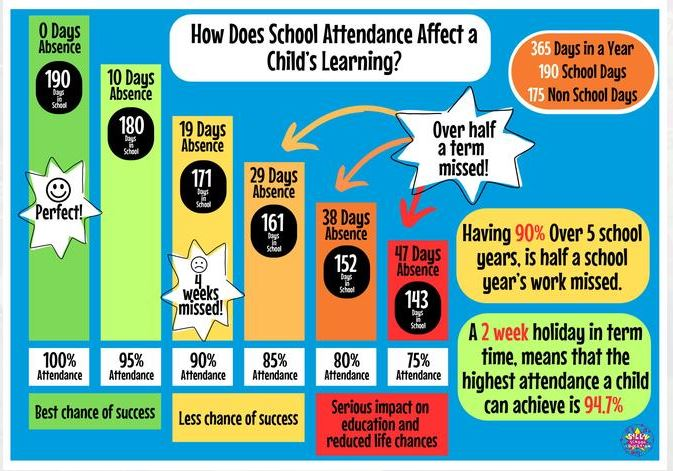 How Does School Attendance Affect a
Child's Learning?
365 Days in a Year
190 School Days
175 Non School Days
0 Days
Absence
190
Days
in
School
Perfect!
10 Days
Absence
180
Days
in
School
19 Days
Absence
171
Days
in
School
4
weeks
missed!
29 Days
Absence
161
Days
in
School
38 Days
Absence
152
Days
in
School
47 Days
Absence
143
Days
in
School
Over half
a term
missed!
Having 90% Over 5 school
years, is half a school
year's work missed.
A 2 week holiday in term
time, means that the
highest attendance a child
can achieve is 94.7%
100%
Attendance
95%
Attendance
90%
Attendance
85%
Attendance
80%
Attendance
75%
Attendance
Best chance of success
Less chance of success
Serious impact on
education and
reduced life chances
SILLY
SCHOOL
EDUCATION